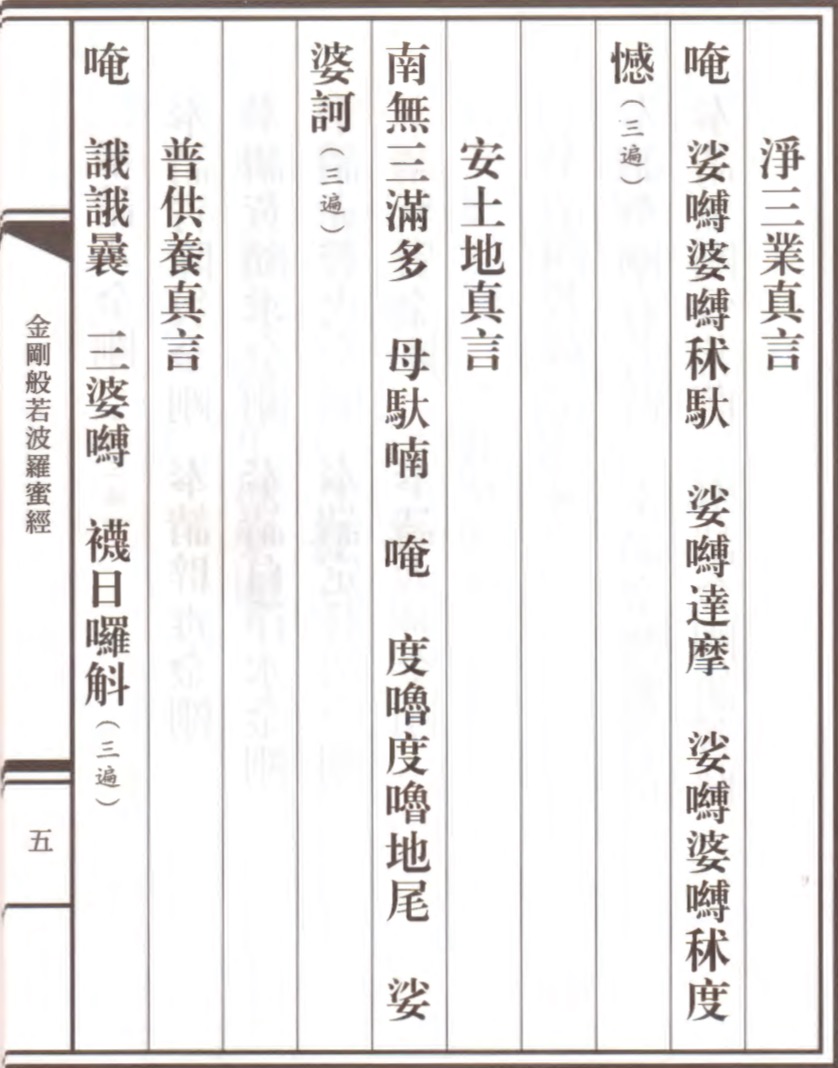 淨三業真言
唵　娑嚩婆嚩秫馱　娑嚩達摩　娑嚩婆嚩秫度
憾（三遍）
安土地真言
南無三滿多　母馱喃　唵　度嚕度嚕地尾　娑
婆訶（三遍）
普供養真言
唵　誐誐曩　三婆嚩　襪日囉斛（三遍）
金剛般若波羅蜜經
五